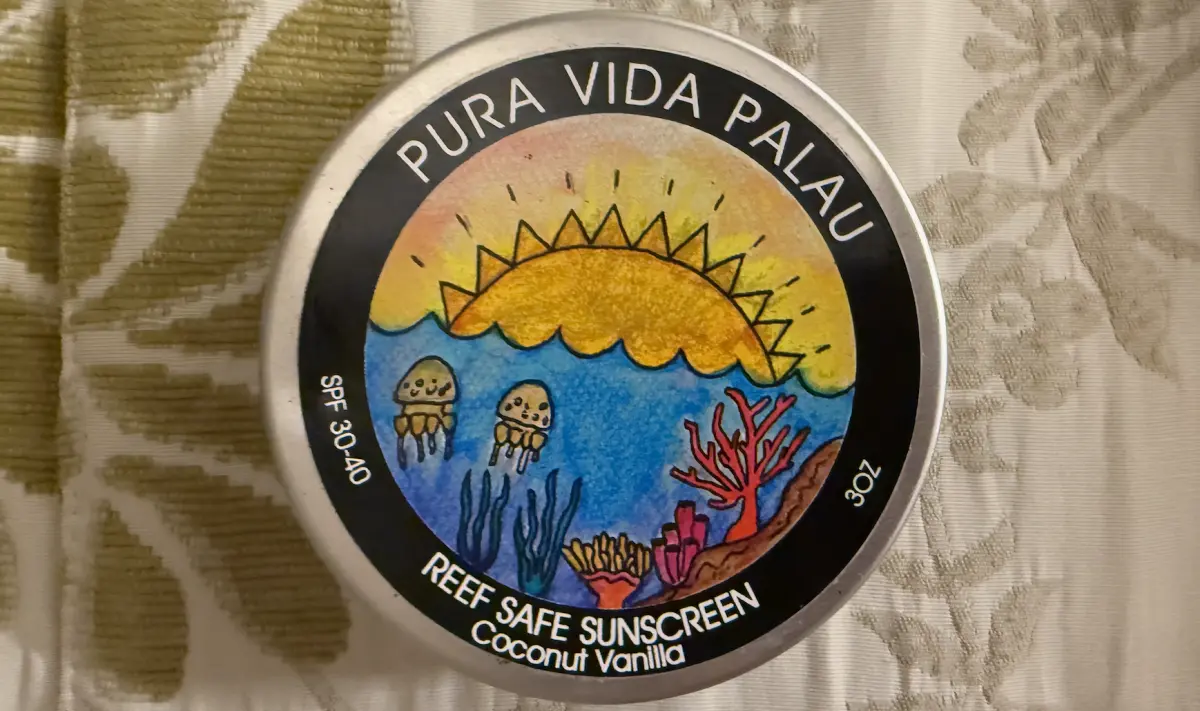 PURA VIDA PALAU
SPF 30-40
3OZ
REEF SAFE SUNSCREEN
Coconut Vanilla